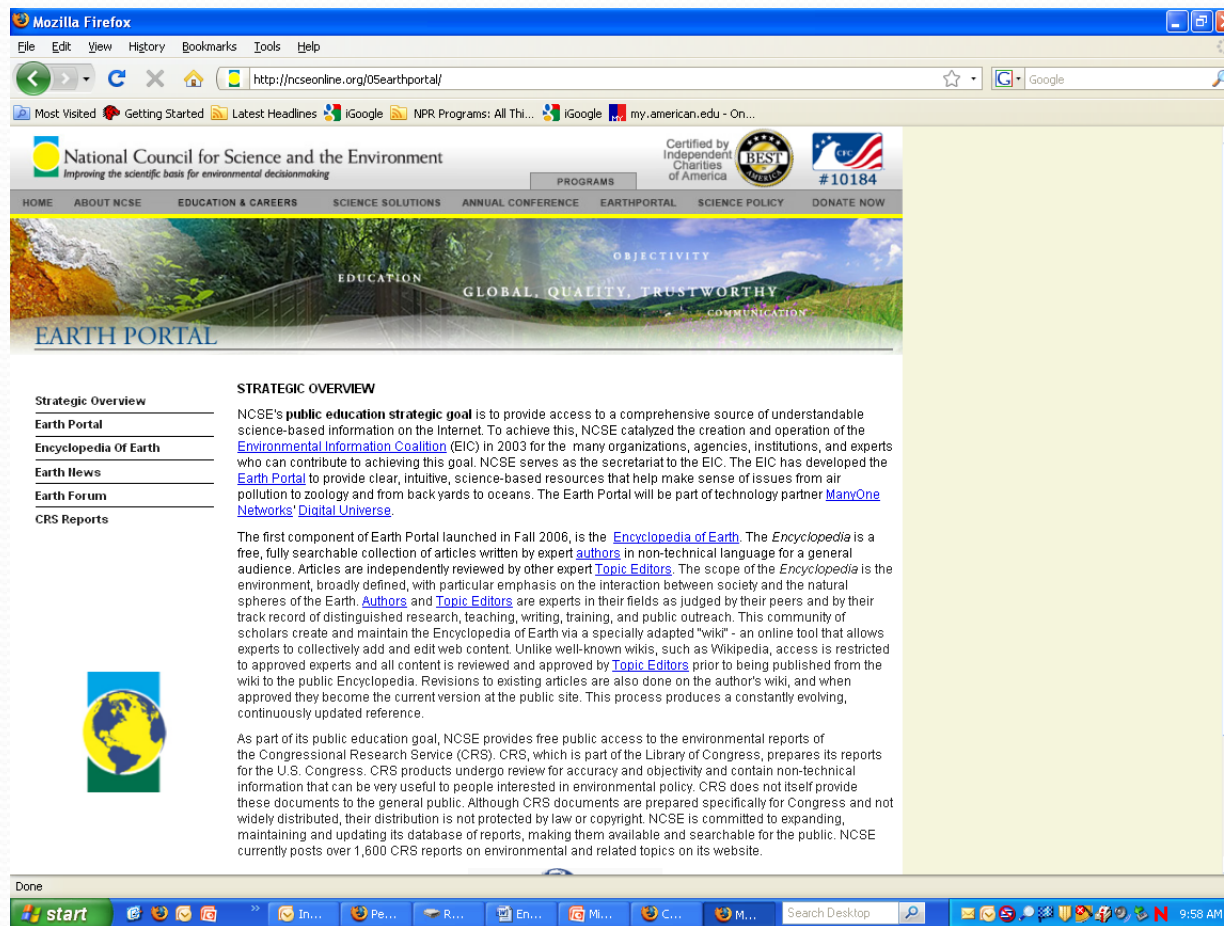 Mozilla Firefox
File Edit View History Bookmarks Tools Help
http://ncseonline.org/05earthportal/
G Google
Most Visited Getting Started Latest Headlines iGoogle NPR Programs: All Thi... iGoogle my.american.edu - On...
National Council for Science and the Environment
Improving the scientific basis for environmental decisionmaking
PROGRAMS
Certified by
Independent
Charities
of America
BEST
AMERICA
CFC
#10184
HOME ABOUT NCSE EDUCATION & CAREERS SCIENCE SOLUTIONS ANNUAL CONFERENCE EARTHPORTAL SCIENCE POLICY DONATE NOW
OBJECTIVITY
EDUCATION
GLOBAL, QUALITY, TRUSTWORTHY
COMMUNICATION
EARTH PORTAL
Strategic Overview
Earth Portal
Encyclopedia Of Earth
Earth News
Earth Forum
CRS Reports
STRATEGIC OVERVIEW
NCSE's public education strategic goal is to provide access to a comprehensive source of understandable
science-based information on the Internet. To achieve this, NCSE catalyzed the creation and operation of the
Environmental Information Coalition (EIC) in 2003 for the many organizations, agencies, institutions, and experts
who can contribute to achieving this goal. NCSE serves as the secretariat to the EIC. The EIC has developed the
Earth Portal to provide clear, intuitive, science-based resources that help make sense of issues from air
pollution to zoology and from back yards to oceans. The Earth Portal will be part of technology partner ManyOne
Networks' Digital Universe.
The first component of Earth Portal launched in Fall 2006, is the Encyclopedia of Earth. The Encyclopedia is a
free, fully searchable collection of articles written by expert authors in non-technical language for a general
audience. Articles are independently reviewed by other expert Topic Editors. The scope of the Encyclopedia is the
environment, broadly defined, with particular emphasis on the interaction between society and the natural
spheres of the Earth. Authors and Topic Editors are experts in their fields as judged by their peers and by their
track record of distinguished research, teaching, writing, training, and public outreach. This community of
scholars create and maintain the Encyclopedia of Earth via a specially adapted "wiki" - an online tool that allows
experts to collectively add and edit web content. Unlike well-known wikis, such as Wikipedia, access is restricted
to approved experts and all content is reviewed and approved by Topic Editors prior to being published from the
wiki to the public Encyclopedia. Revisions to existing articles are also done on the author's wiki, and when
approved they become the current version at the public site. This process produces a constantly evolving,
continuously updated reference.
As part of its public education goal, NCSE provides free public access to the environmental reports of
the Congressional Research Service (CRS). CRS, which is part of the Library of Congress, prepares its reports
for the U.S. Congress. CRS products undergo review for accuracy and objectivity and contain non-technical
information that can be very useful to people interested in environmental policy. CRS does not itself provide
these documents to the general public. Although CRS documents are prepared specifically for Congress and not
widely distributed, their distribution is not protected by law or copyright. NCSE is committed to expanding,
maintaining and updating its database of reports, making them available and searchable for the public. NCSE
currently posts over 1,600 CRS reports on environmental and related topics on its website.
Done
start In... Pe... R... En... Mi... C... M... Search Desktop 9:58 AM